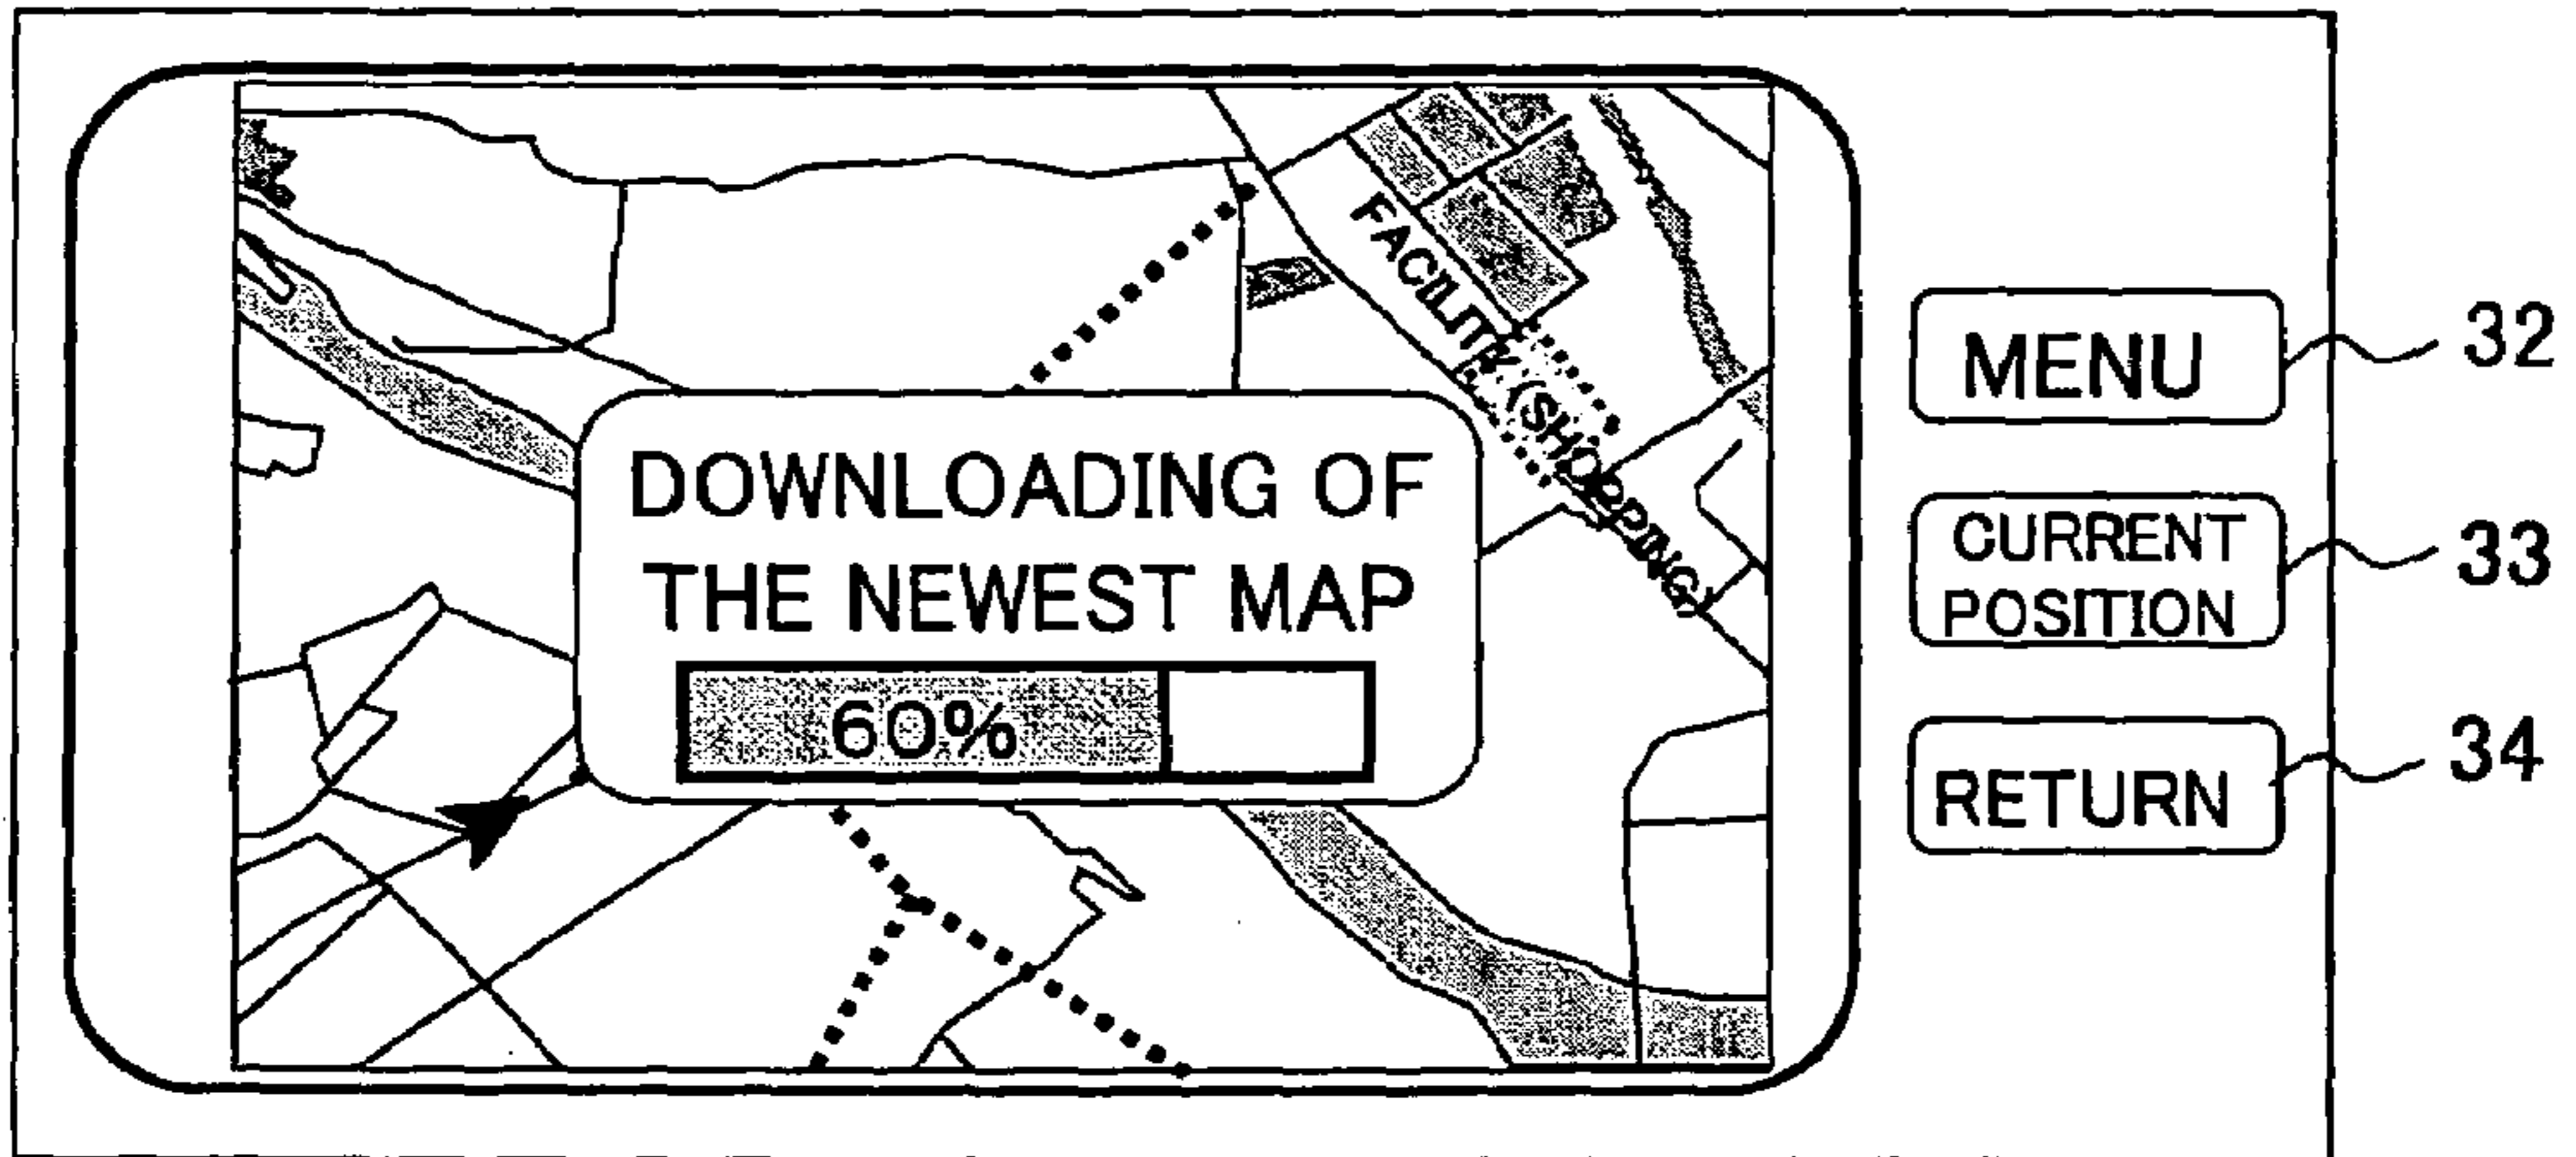 FACILITY (SHOPPING)
DOWNLOADING OF
THE NEWEST MAP
60%
MENU
32
CURRENT
POSITION
33
RETURN
34